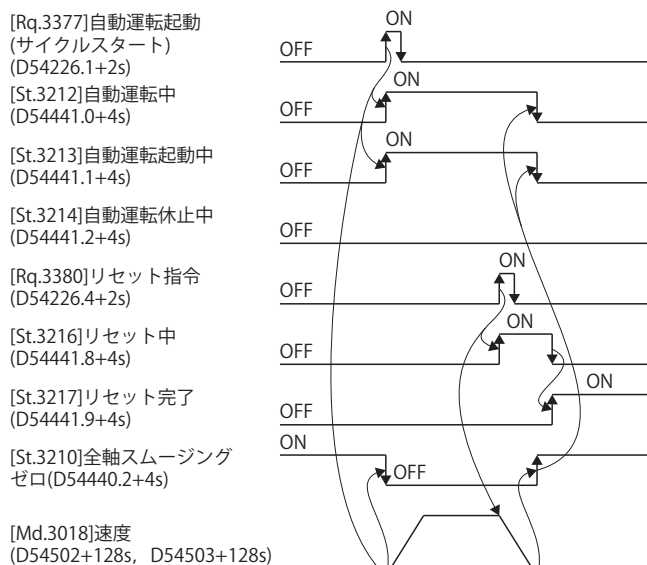 [Rq.3377]自動運転起動
(サイクルスタート)
(D54226.1+2s)
OFF
ON
[St.3212]自動運転中
(D54441.0+4s)
OFF
ON
[St.3213]自動運転起動中
(D54441.1+4s)
OFF
ON
[St.3214]自動運転休止中
(D54441.2+4s)
OFF
[Rq.3380]リセット指令
(D54226.4+2s)
OFF
ON
[St.3216]リセット中
(D54441.8+4s)
OFF
ON
[St.3217]リセット完了
(D54441.9+4s)
OFF
ON
[St.3210]全軸スムージング
ゼロ(D54440.2+4s)
ON
OFF
[Md.3018]速度
(D54502+128s, D54503+128s)